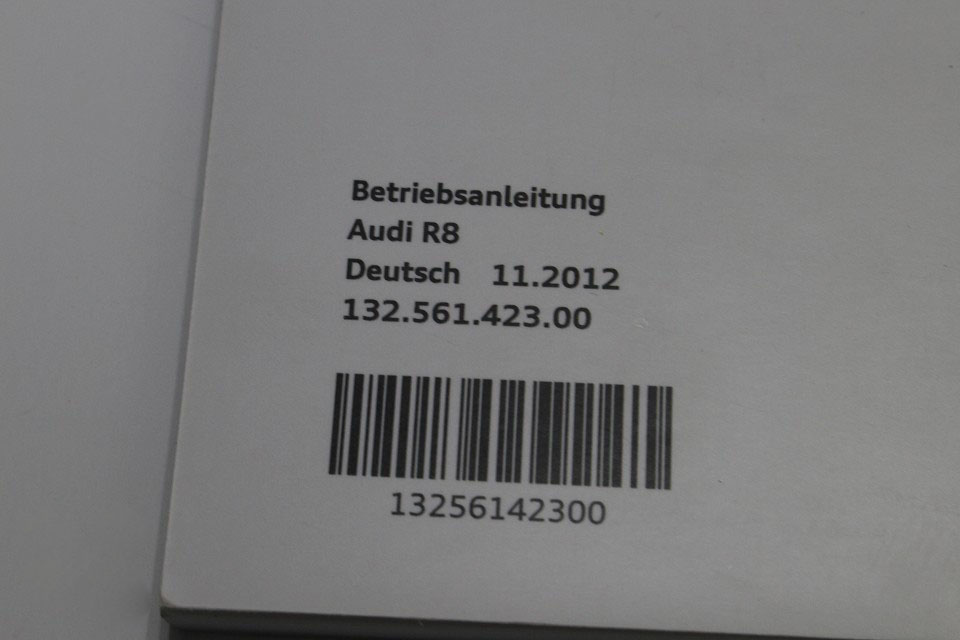 Betriebsanleitung
Audi R8
Deutsch 11.2012
132.561.423.00
13256142300